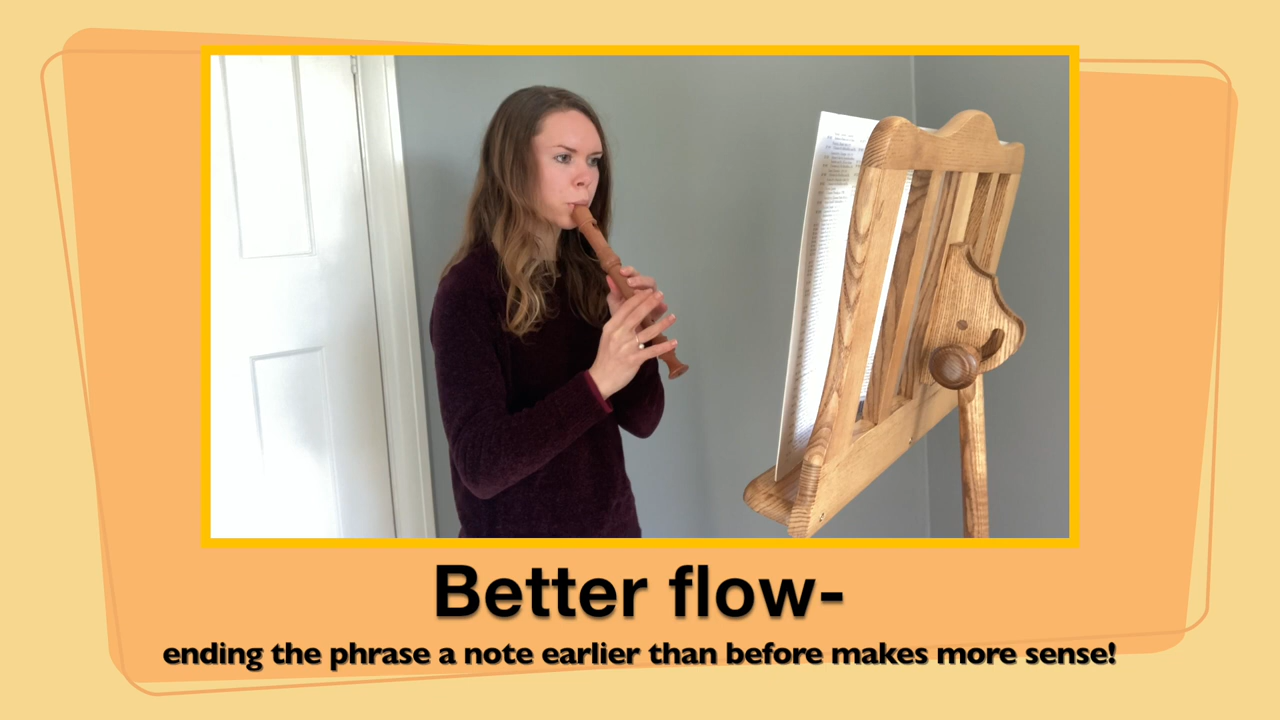 Better flow-
ending the phrase a note earlier than before makes more sense!